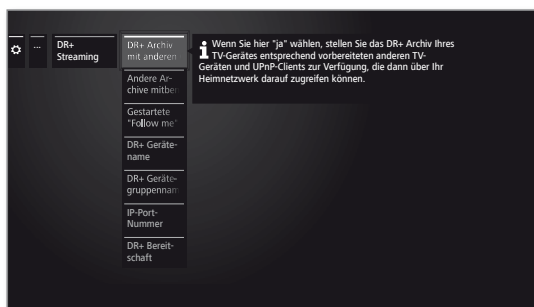 ...
DR+
Streaming
DR+ Archiv
mit anderen
Wenn Sie hier "ja" wählen, stellen Sie das DR+ Archiv Ihres
TV-Gerätes entsprechend vorbereiteten anderen TV-
Geräten und UPnP-Clients zur Verfügung, die dann über Ihr
Heimnetzwerk darauf zugreifen können.
Andere Ar-
chive mitben
Gestartete
"Follow me"
DR+ Geräte-
name
DR+ Geräte-
gruppennam
IP-Port-
Nummer
DR+ Bereit-
schaft